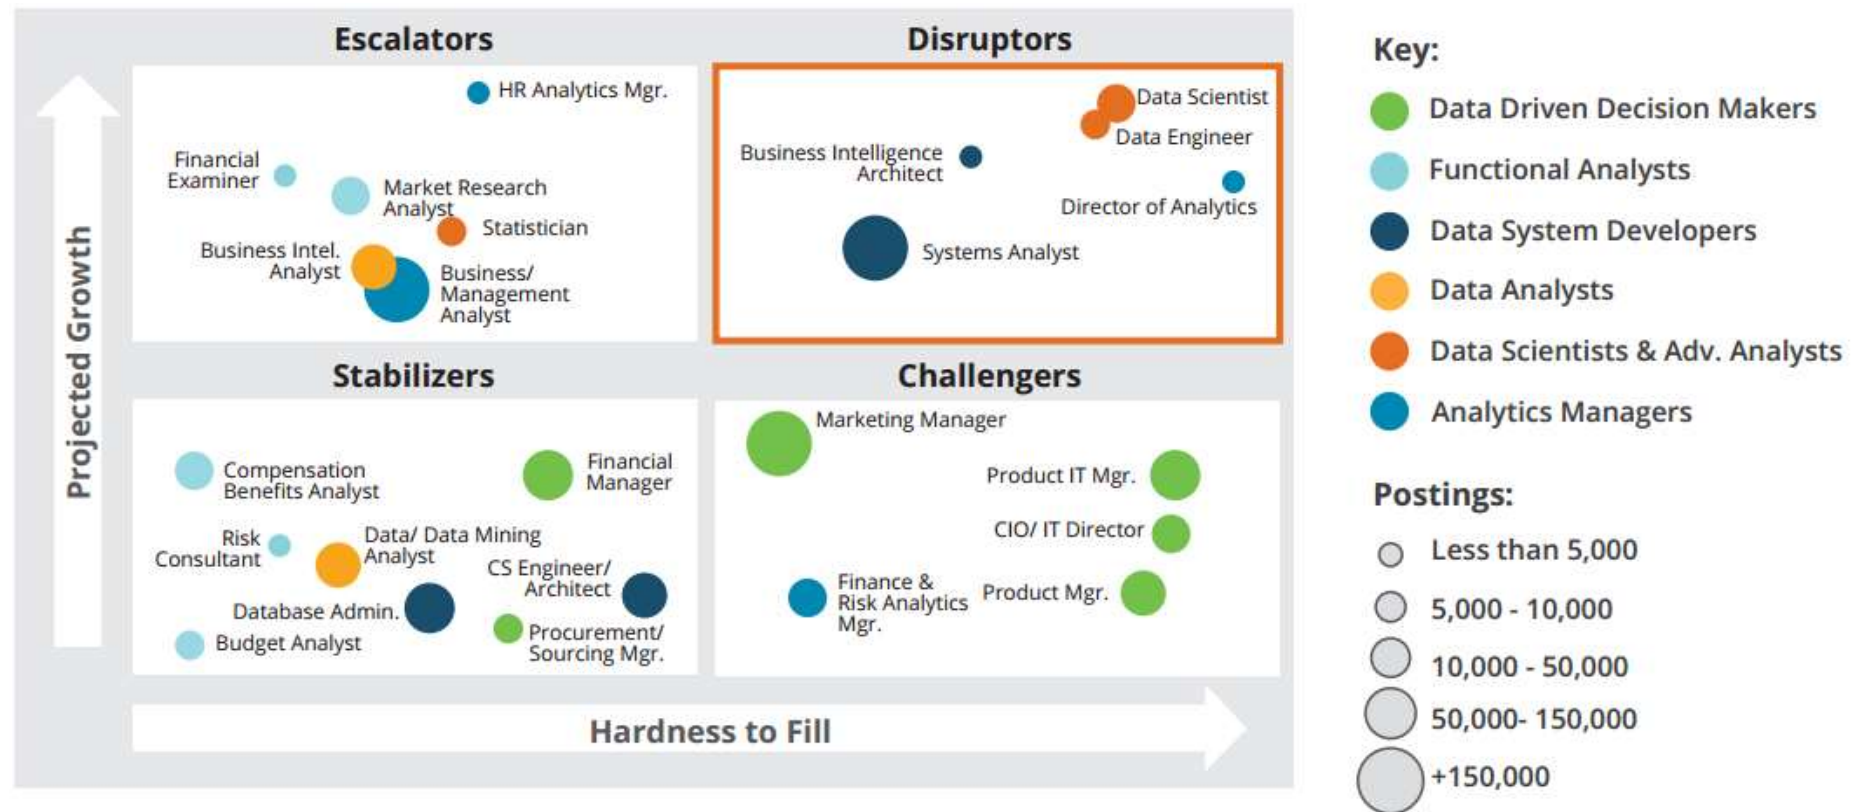 Escalators
HR Analytics Mgr.
Financial
Examiner
Market Research
Analyst
Statistician
Business Intel.
Analyst
Business/
Management
Analyst
Disruptors
Data Scientist
Data Engineer
Business Intelligence
Architect
Director of Analytics
Systems Analyst
Projected Growth
Stabilizers
Compensation
Benefits Analyst
Financial
Manager
Risk
Consultant
Data/ Data Mining
Analyst
CS Engineer/
Architect
Database Admin.
Budget Analyst
Procurement/
Sourcing Mgr.
Challengers
Marketing Manager
Product IT Mgr.
CIO/ IT Director
Finance &
Risk Analytics
Mgr.
Product Mgr.
Hardness to Fill
Key:
Data Driven Decision Makers
Functional Analysts
Data System Developers
Data Analysts
Data Scientists & Adv. Analysts
Analytics Managers
Postings:
Less than 5,000
5,000 - 10,000
10,000 - 50,000
50,000- 150,000
+150,000